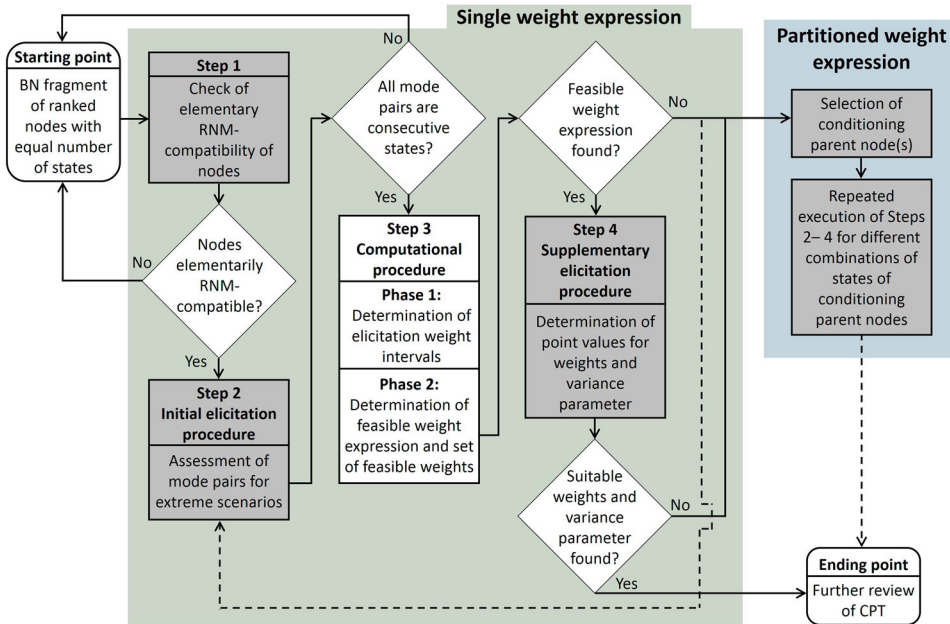 Single weight expression
Partitioned weight
expression
Starting point
BN fragment
of ranked
nodes with
equal number
of states
Step 1
Check of
elementary
RNM-
compatibility of
nodes
Nodes
elementarily
RNM-
compatible?
No
Yes
Step 2
Initial elicitation
procedure
Assessment of
mode pairs for
extreme scenarios
No
All mode
pairs are
consecutive
states?
Yes
Step 3
Computational
procedure
Phase 1:
Determination of
elicitation weight
intervals
Phase 2:
Determination of
feasible weight
expression and set
of feasible weights
Feasible
weight
expression
found?
No
Yes
Step 4
Supplementary
elicitation
procedure
Determination of
point values for
weights and
variance
parameter
Suitable
weights and
variance
parameter
found?
No
Yes
Selection of
conditioning
parent node(s)
Repeated
execution of Steps
2– 4 for different
combinations of
states of
conditioning
parent nodes
Ending point
Further review
of CPT